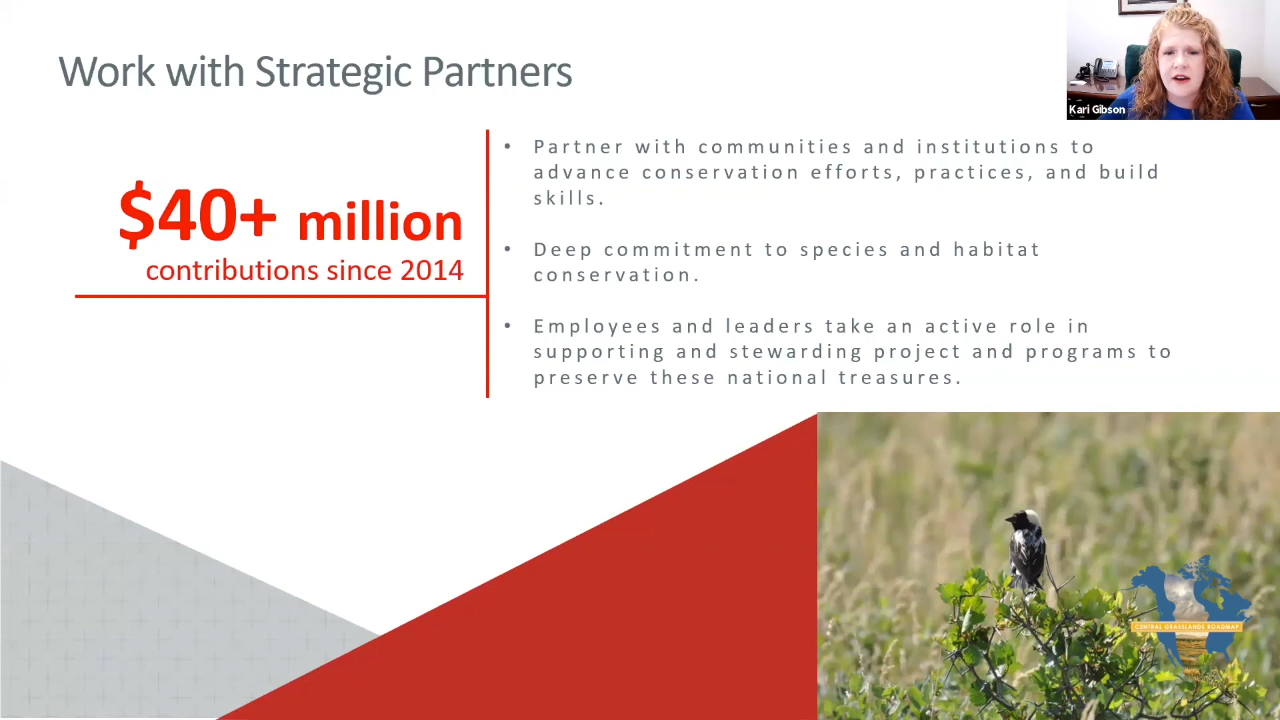 Work with Strategic Partners
Kari Gibson
$40+ million
contributions since 2014
• Partner with communities and institutions to
advance conservation efforts, practices, and build
skills.
• Deep commitment to species and habitat
conservation.
• Employees and leaders take an active role in
supporting and stewarding project and programs to
preserve these national treasures.
CENTRAL GRASSLANDS ROADMAP